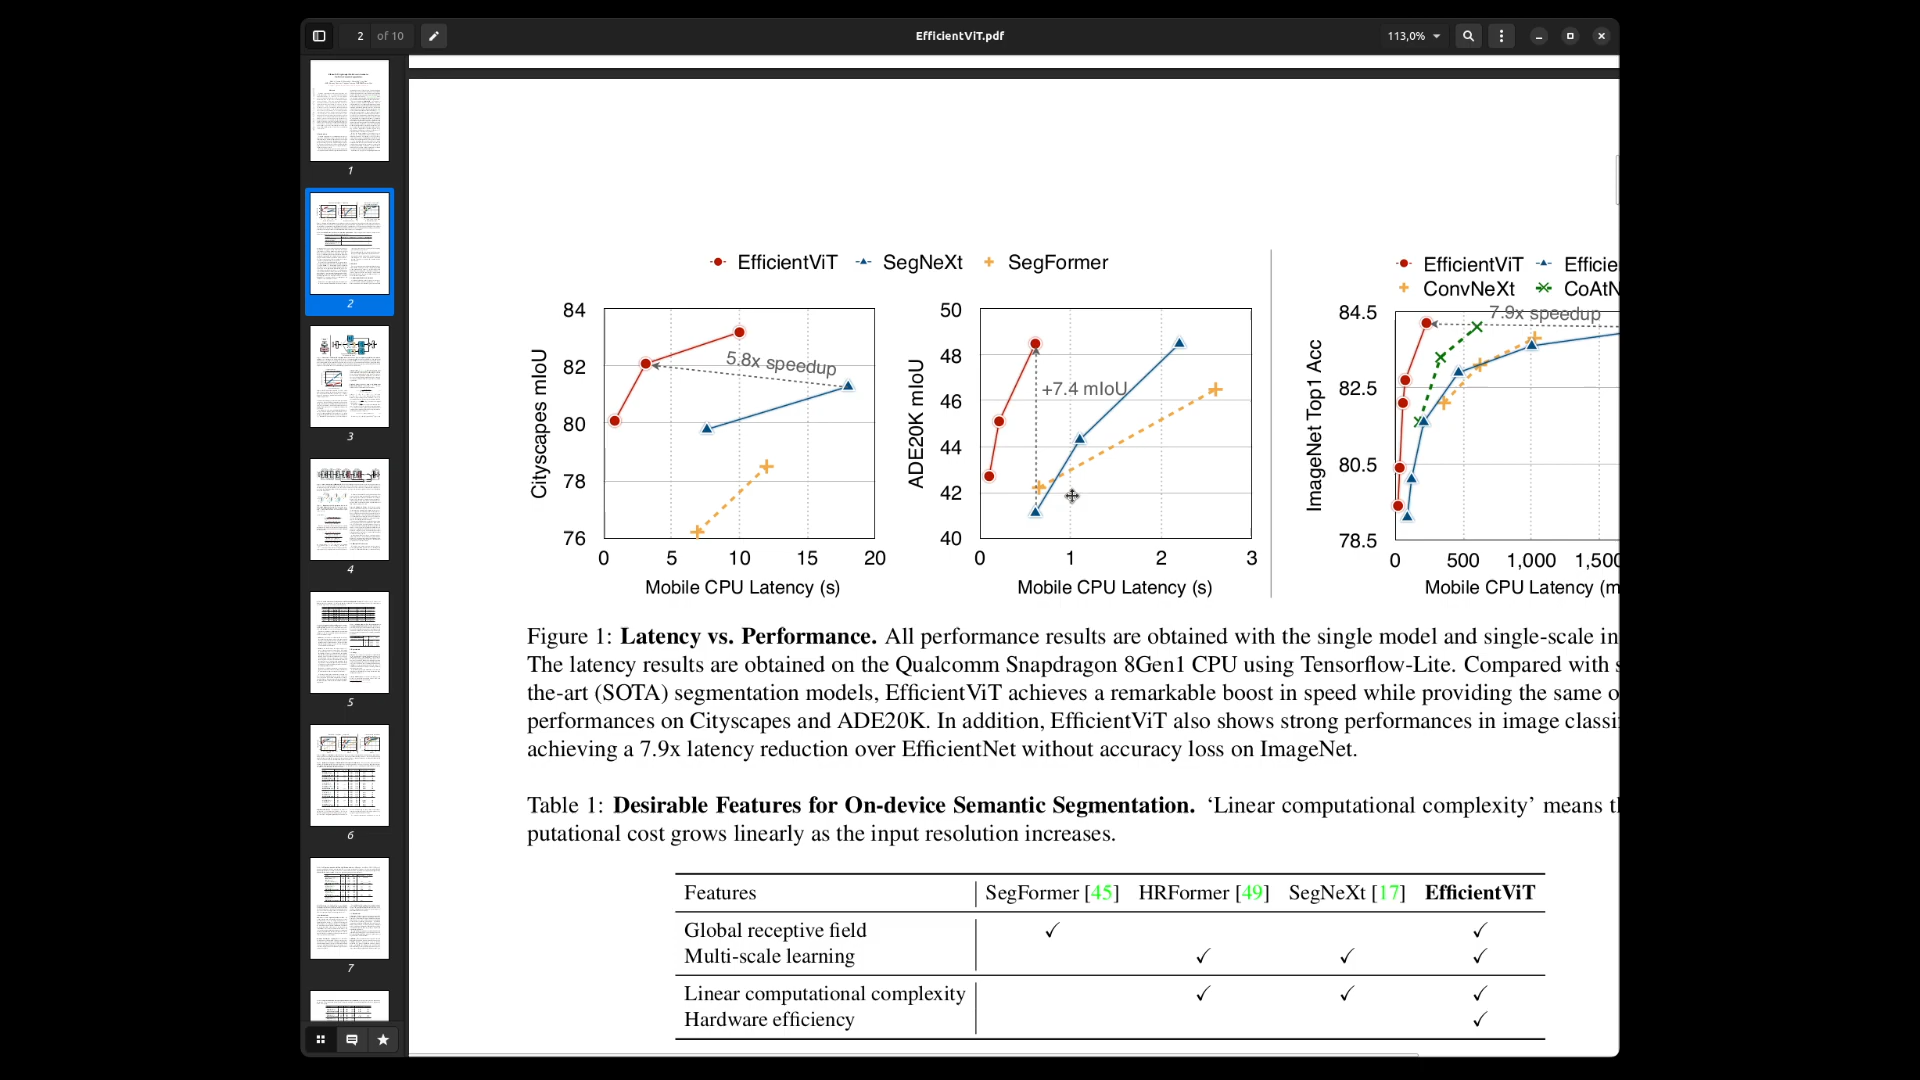 2 of 10
EfficientViT.pdf
113,0%
1
2
3
4
5
6
7
EfficientViT SegNeXt SegFormer
84
82
80
78
76
Cityscapes mIoU
5.8x speedup
0 5 10 15 20
Mobile CPU Latency (s)
50
48
46
44
42
40
ADE20K mIoU
+7.4 mIoU
0 1 2 3
Mobile CPU Latency (s)
EfficientViT Efficie
ConvNeXt CoAtN
84.5
82.5
80.5
78.5
ImageNet Top1 Acc
7.9x speedup
0 500 1,000 1,500
Mobile CPU Latency (m
Figure 1: Latency vs. Performance. All performance results are obtained with the single model and single-scale in
The latency results are obtained on the Qualcomm Snapdragon 8Gen1 CPU using Tensorflow-Lite. Compared with s
the-art (SOTA) segmentation models, EfficientViT achieves a remarkable boost in speed while providing the same o
performances on Cityscapes and ADE20K. In addition, EfficientViT also shows strong performances in image classi
achieving a 7.9x latency reduction over EfficientNet without accuracy loss on ImageNet.
Table 1: Desirable Features for On-device Semantic Segmentation. ‘Linear computational complexity’ means th
putational cost grows linearly as the input resolution increases.
Features SegFormer [45] HRFormer [49] SegNeXt [17] EfficientViT
Global receptive field ✓ ✓
Multi-scale learning ✓ ✓ ✓
Linear computational complexity ✓ ✓ ✓
Hardware efficiency ✓